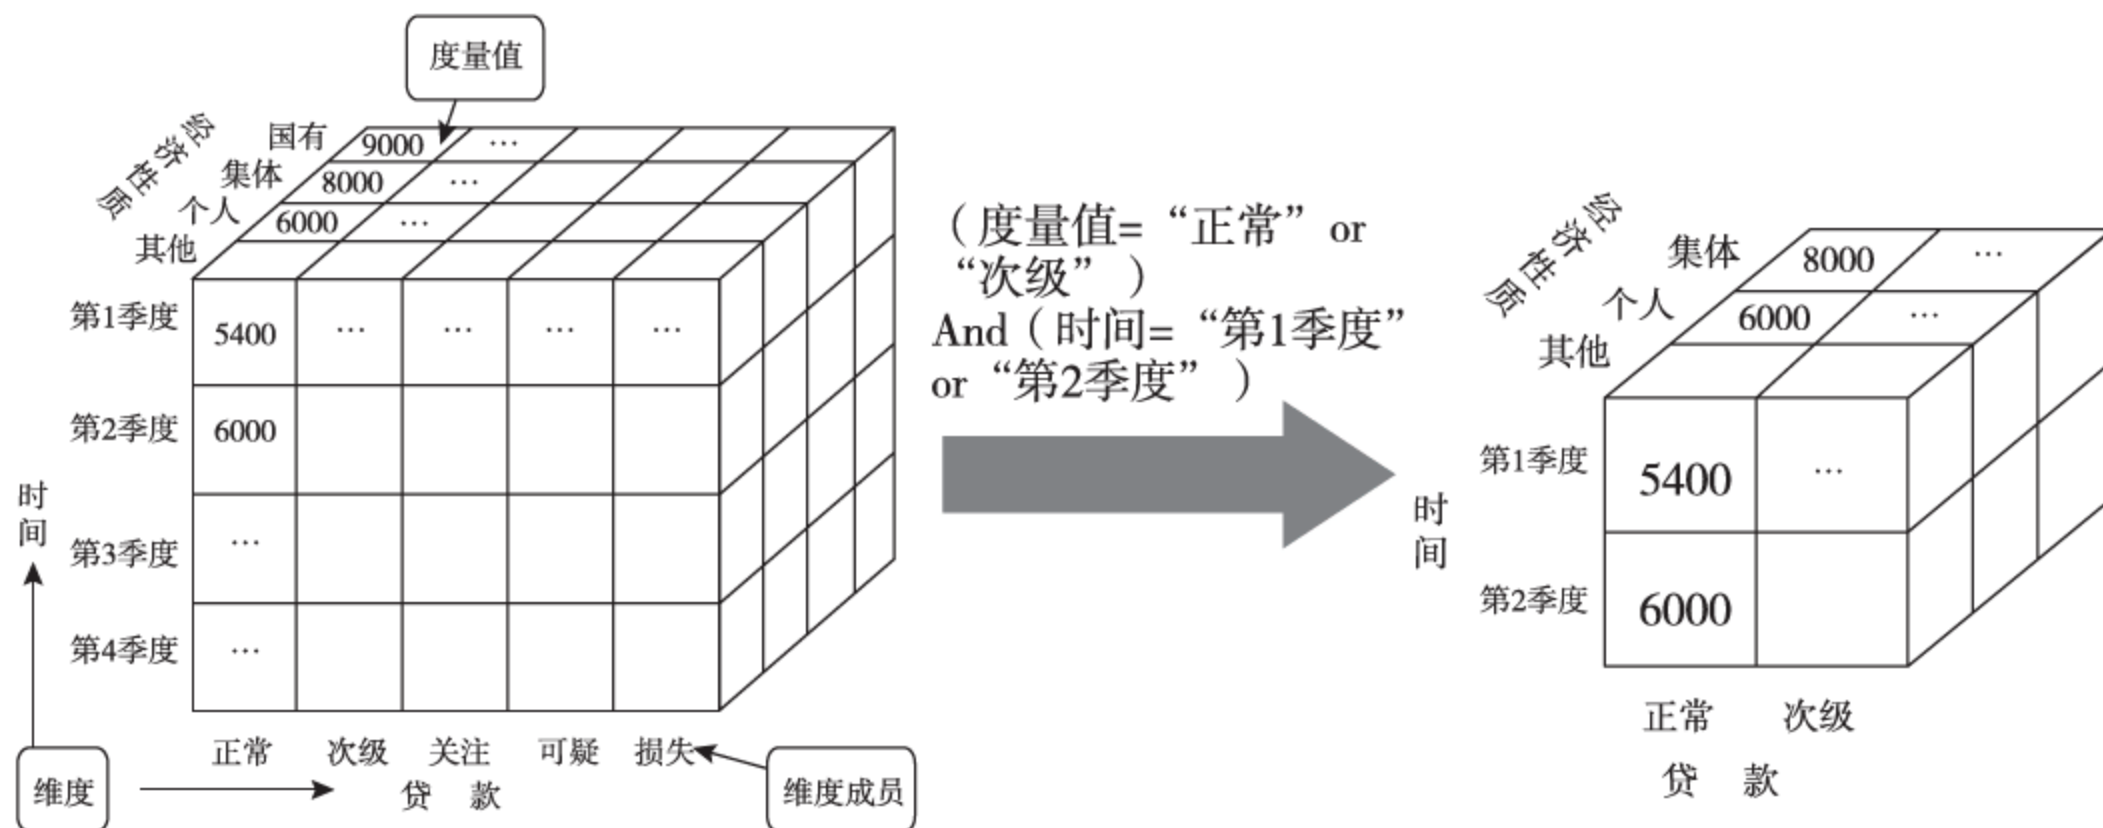 度量值
经济性质
国有
集体
个人
其他
9000 …
8000 …
6000 …
第1季度
5400 … … … …
第2季度
6000
第3季度
…
第4季度
…
时间
维度
正常 次级 关注 可疑 损失
贷 款
维度成员
（度量值=“正常”or
“次级”）
And（时间=“第1季度”
or“第2季度”）
经济性质
集体
个人
其他
8000 …
6000 …
时间
第1季度
5400 …
第2季度
6000
正常 次级
贷 款